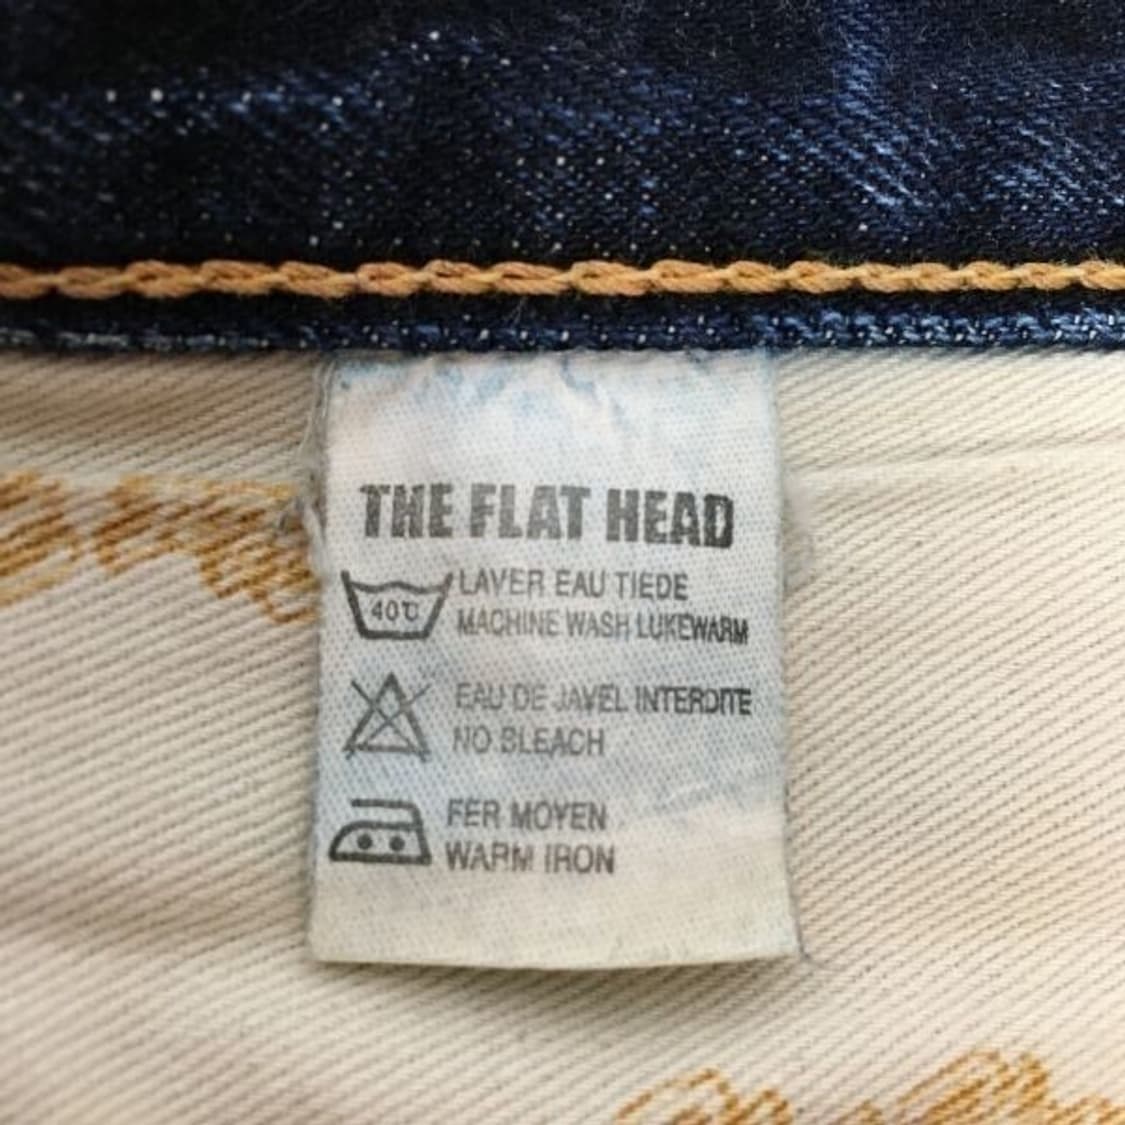 THE FLAT HEAD
40℃
LAVER EAU TIEDE
MACHINE WASH LUKEWARM
EAU DE JAVEL INTERDITE
NO BLEACH
FER MOYEN
WARM IRON